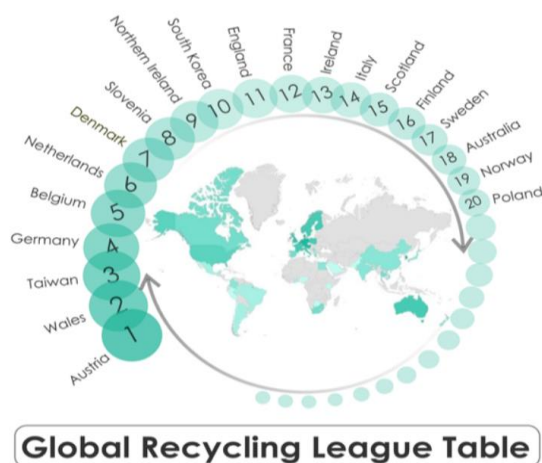 1 Austria
2 Wales
3 Taiwan
4 Germany
5 Belgium
6 Netherlands
7 Denmark
8 Slovenia
9 Northern Ireland
10 South Korea
11 England
12 France
13 Ireland
14 Italy
15 Scotland
16 Finland
17 Sweden
18 Australia
19 Norway
20 Poland
Global Recycling League Table